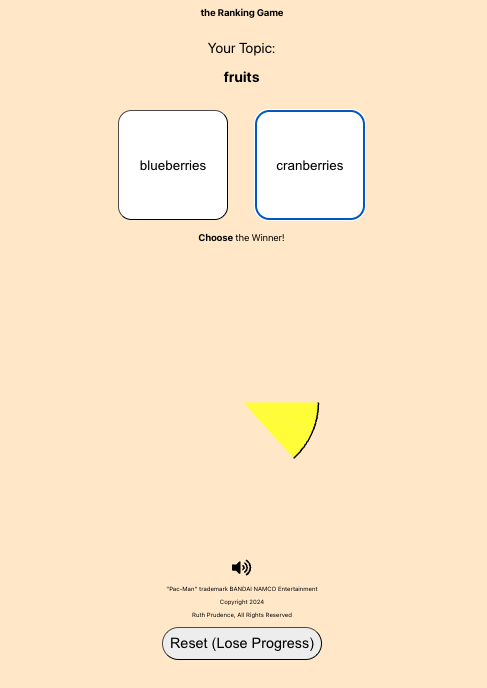 the Ranking Game
Your Topic:
fruits
blueberries
cranberries
Choose the Winner!
"Pac-Man" trademark BANDAI NAMCO Entertainment
Copyright 2024
Ruth Prudence, All Rights Reserved
Reset (Lose Progress)